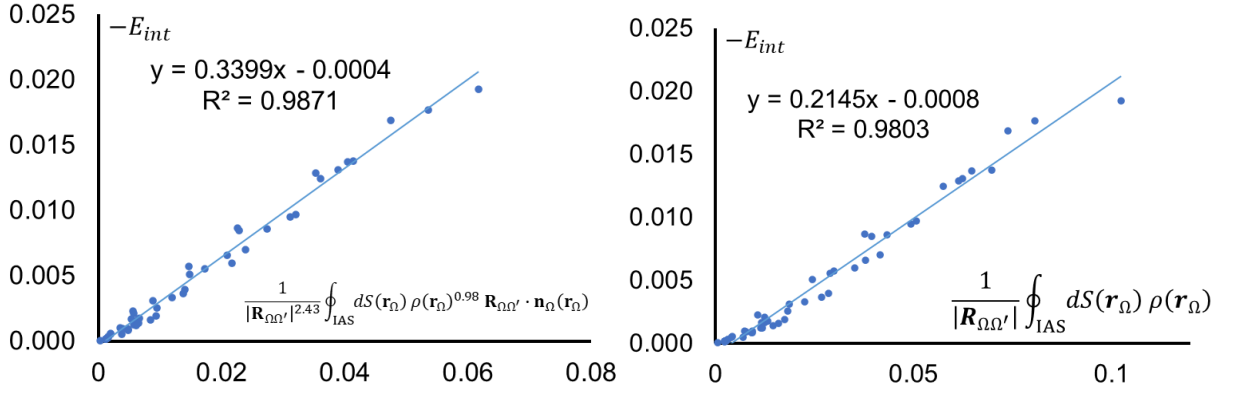 0.025
−E_int
y = 0.3399x - 0.0004
R² = 0.9871
0.020
0.015
0.010
0.005
0.000
1/|R_ΩΩ′|^2.43 ∮_IAS dS(r_Ω) ρ(r_Ω)^0.98 R_ΩΩ′ · n_Ω(r_Ω)
0 0.02 0.04 0.06 0.08
0.025
−E_int
y = 0.2145x - 0.0008
R² = 0.9803
0.020
0.015
0.010
0.005
0.000
1/|R_ΩΩ′| ∮_IAS dS(r_Ω) ρ(r_Ω)
0 0.05 0.1